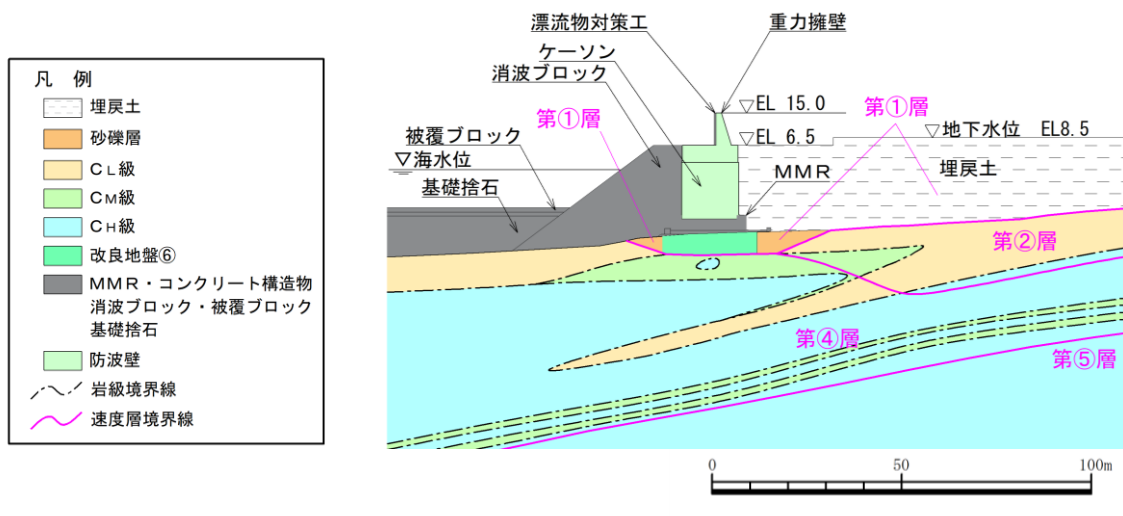 凡 例
埋戻土
砂礫層
CL級
CM級
CH級
改良地盤⑥
MMR・コンクリート構造物
消波ブロック・被覆ブロック
基礎捨石
防波壁
岩級境界線
速度層境界線
漂流物対策工
重力擁壁
ケーソン
消波ブロック
第①層
▽EL 15.0
第①層
被覆ブロック
▽EL 6.5
▽地下水位 EL8.5
▽海水位
基礎捨石
MMR
埋戻土
第②層
第④層
第⑤層
0 50 100m